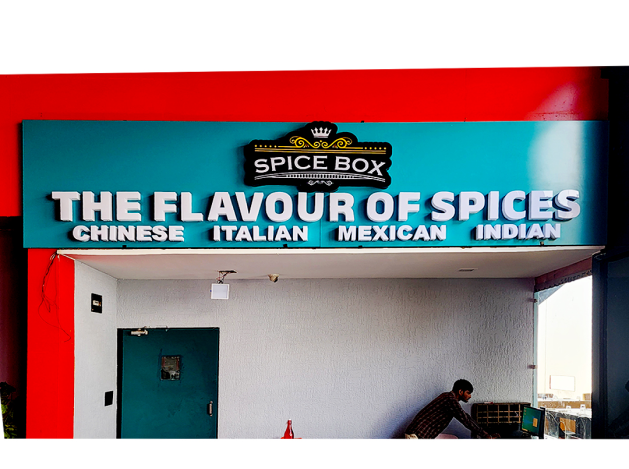 SPICE BOX
THE FLAVOUR OF SPICES
CHINESE ITALIAN MEXICAN INDIAN